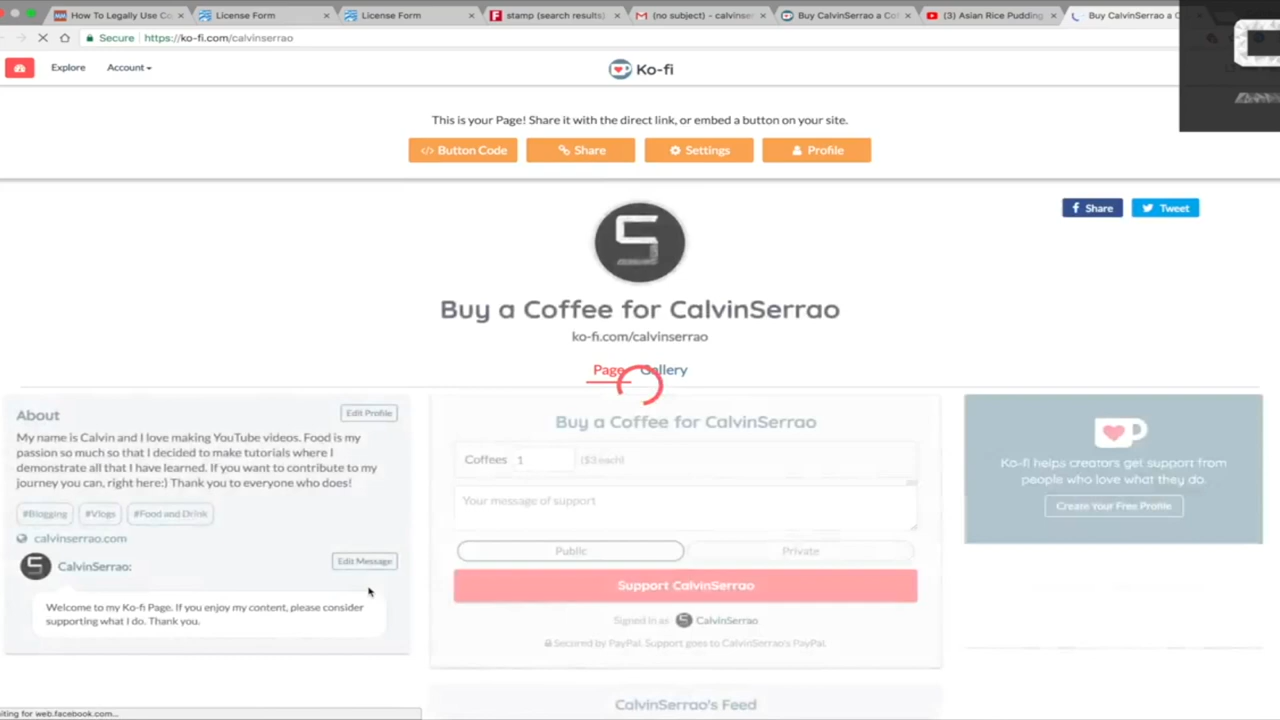 How To Legally Use Co
License Form
License Form
stamp (search results)
(no subject) - calvinser
Buy CalvinSerrao a Co
(3) Asian Rice Pudding
Buy CalvinSerrao a C
Secure
https://ko-fi.com/calvinserrao
Explore
Account
Ko-fi
This is your Page! Share it with the direct link, or embed a button on your site.
</> Button Code
Share
Settings
Profile
Share
Tweet
Buy a Coffee for CalvinSerrao
ko-fi.com/calvinserrao
Page
Gallery
About
Edit Profile
My name is Calvin and I love making YouTube videos. Food is my
passion so much so that I decided to make tutorials where I
demonstrate all that I have learned. If you want to contribute to my
journey you can, right here:) Thank you to everyone who does!
#Blogging
#Vlogs
#Food and Drink
calvinserrao.com
CalvinSerrao:
Edit Message
Welcome to my Ko-fi Page. If you enjoy my content, please consider
supporting what I do. Thank you.
Buy a Coffee for CalvinSerrao
Coffees 1 ($3 each)
Your message of support
Public
Private
Support CalvinSerrao
Signed in as CalvinSerrao
Secured by PayPal. Support goes to CalvinSerrao's PayPal.
CalvinSerrao's Feed
Ko-fi helps creators get support from
people who love what they do.
Create Your Free Profile
iting for web.facebook.com...